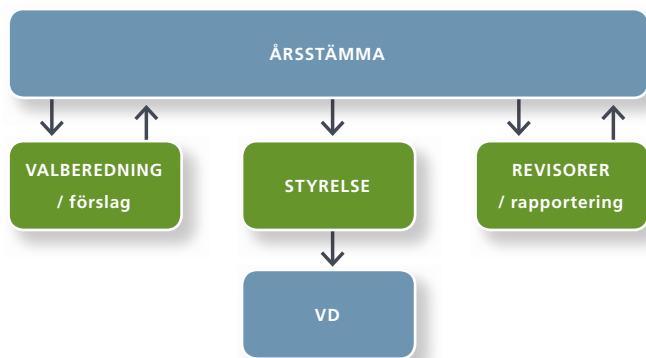 ÅRSSTÄMMA
VALBEREDNING
/ förslag
STYRELSE
REVISORER
/ rapportering
VD